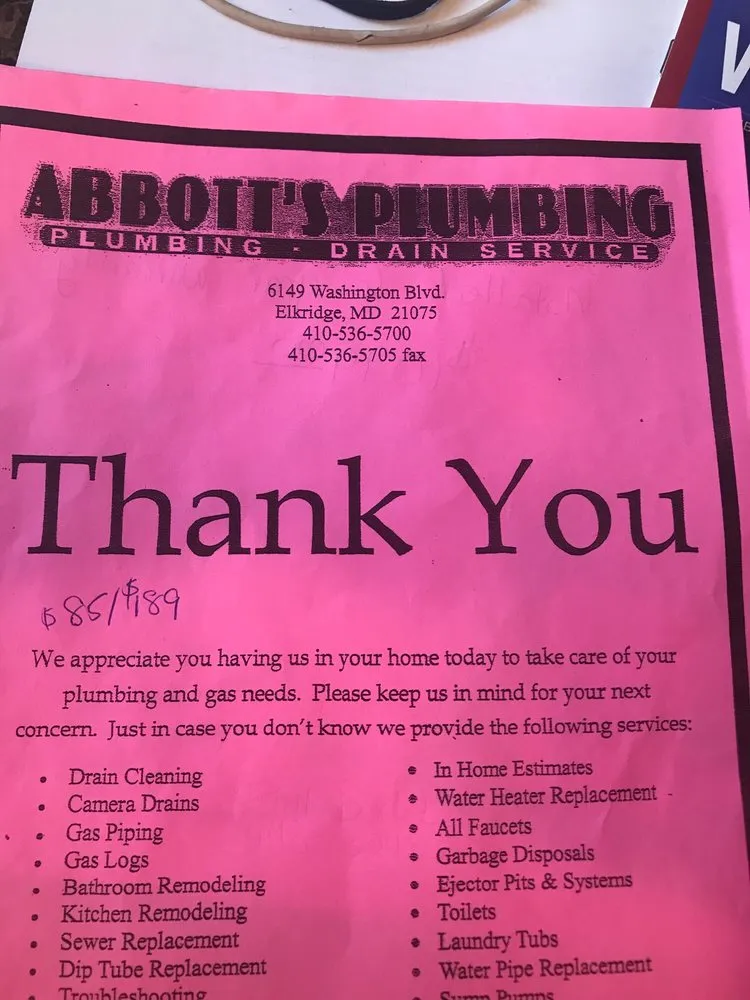 ABBOTT'S PLUMBING
PLUMBING - DRAIN SERVICE
6149 Washington Blvd.
Elkridge, MD 21075
410-536-5700
410-536-5705 fax
Thank You
$85/$189
We appreciate you having us in your home today to take care of your
plumbing and gas needs. Please keep us in mind for your next
concern. Just in case you don't know we provide the following services:
• Drain Cleaning
• Camera Drains
• Gas Piping
• Gas Logs
• Bathroom Remodeling
• Kitchen Remodeling
• Sewer Replacement
• Dip Tube Replacement
Troubleshooting
• In Home Estimates
• Water Heater Replacement
• All Faucets
• Garbage Disposals
• Ejector Pits & Systems
• Toilets
• Laundry Tubs
• Water Pipe Replacement
Sump Pumps